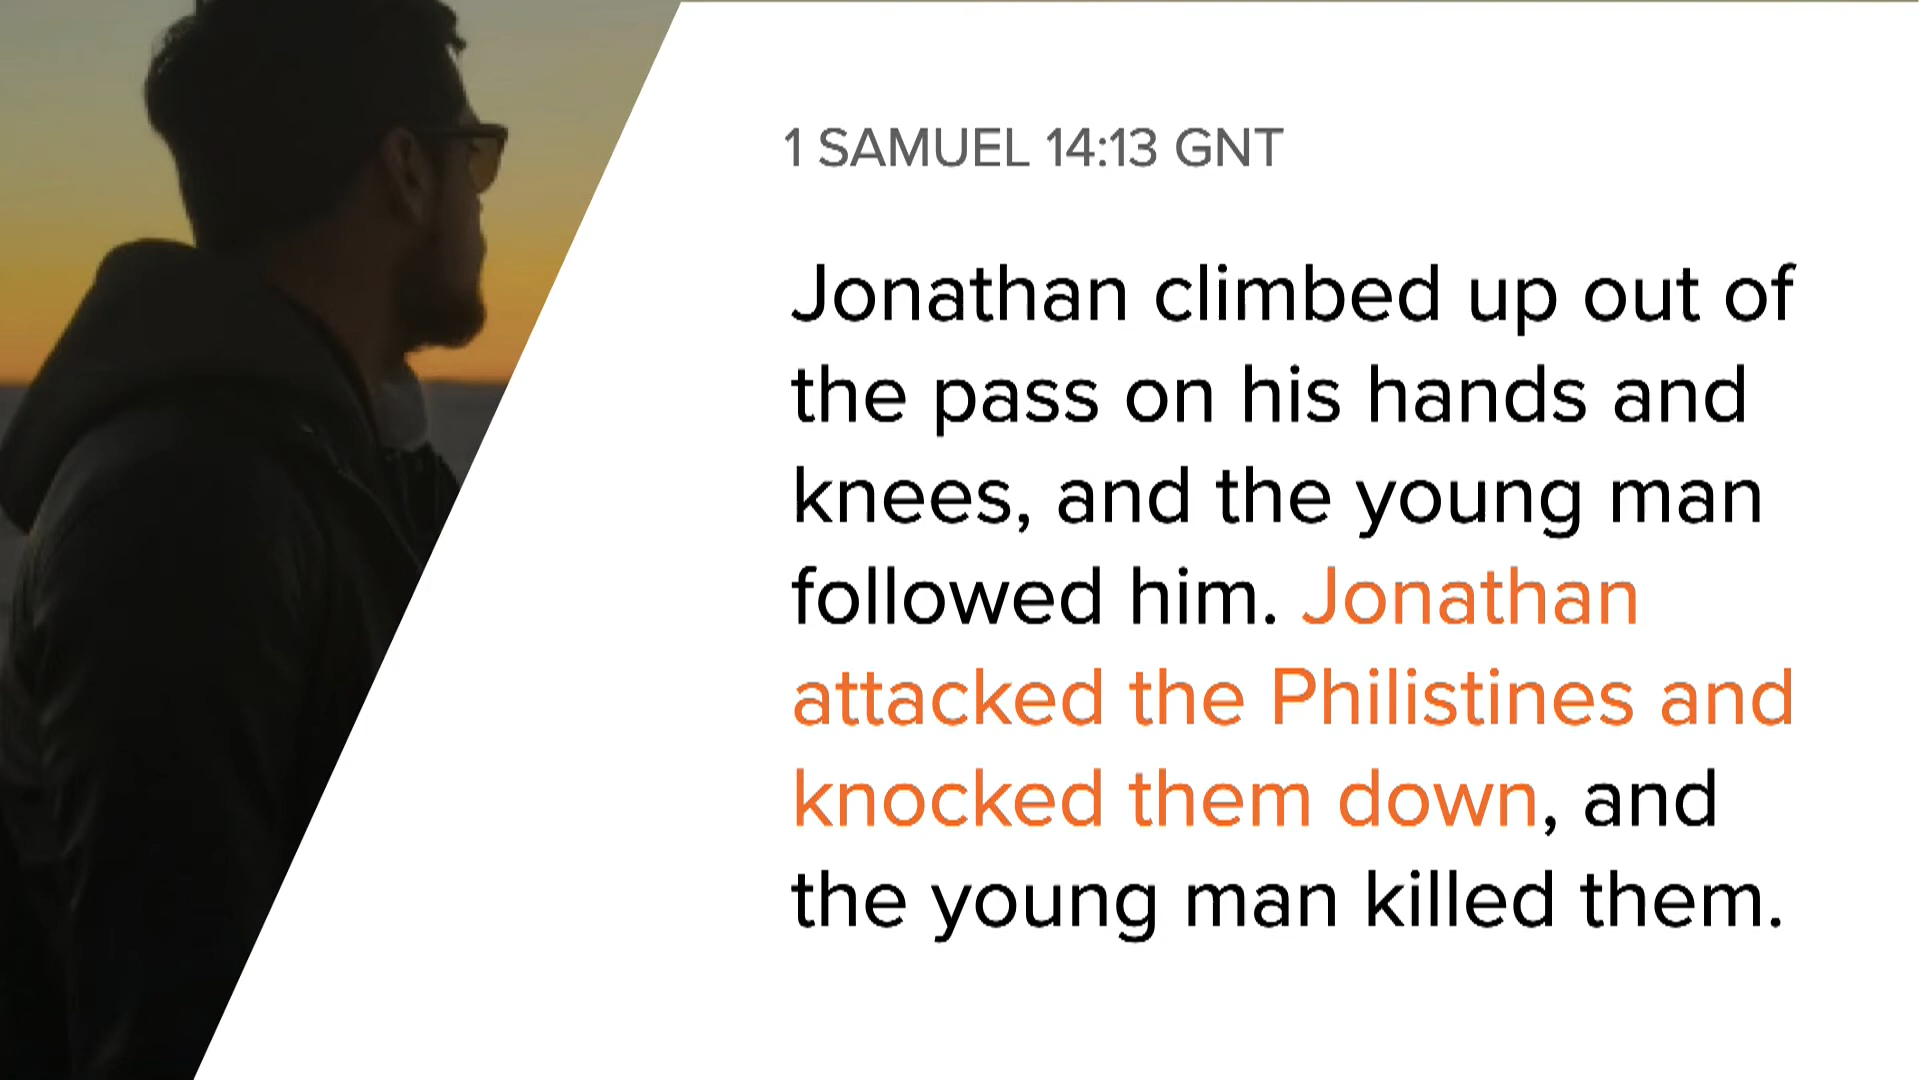 1 SAMUEL 14:13 GNT
Jonathan climbed up out of
the pass on his hands and
knees, and the young man
followed him. Jonathan
attacked the Philistines and
knocked them down, and
the young man killed them.